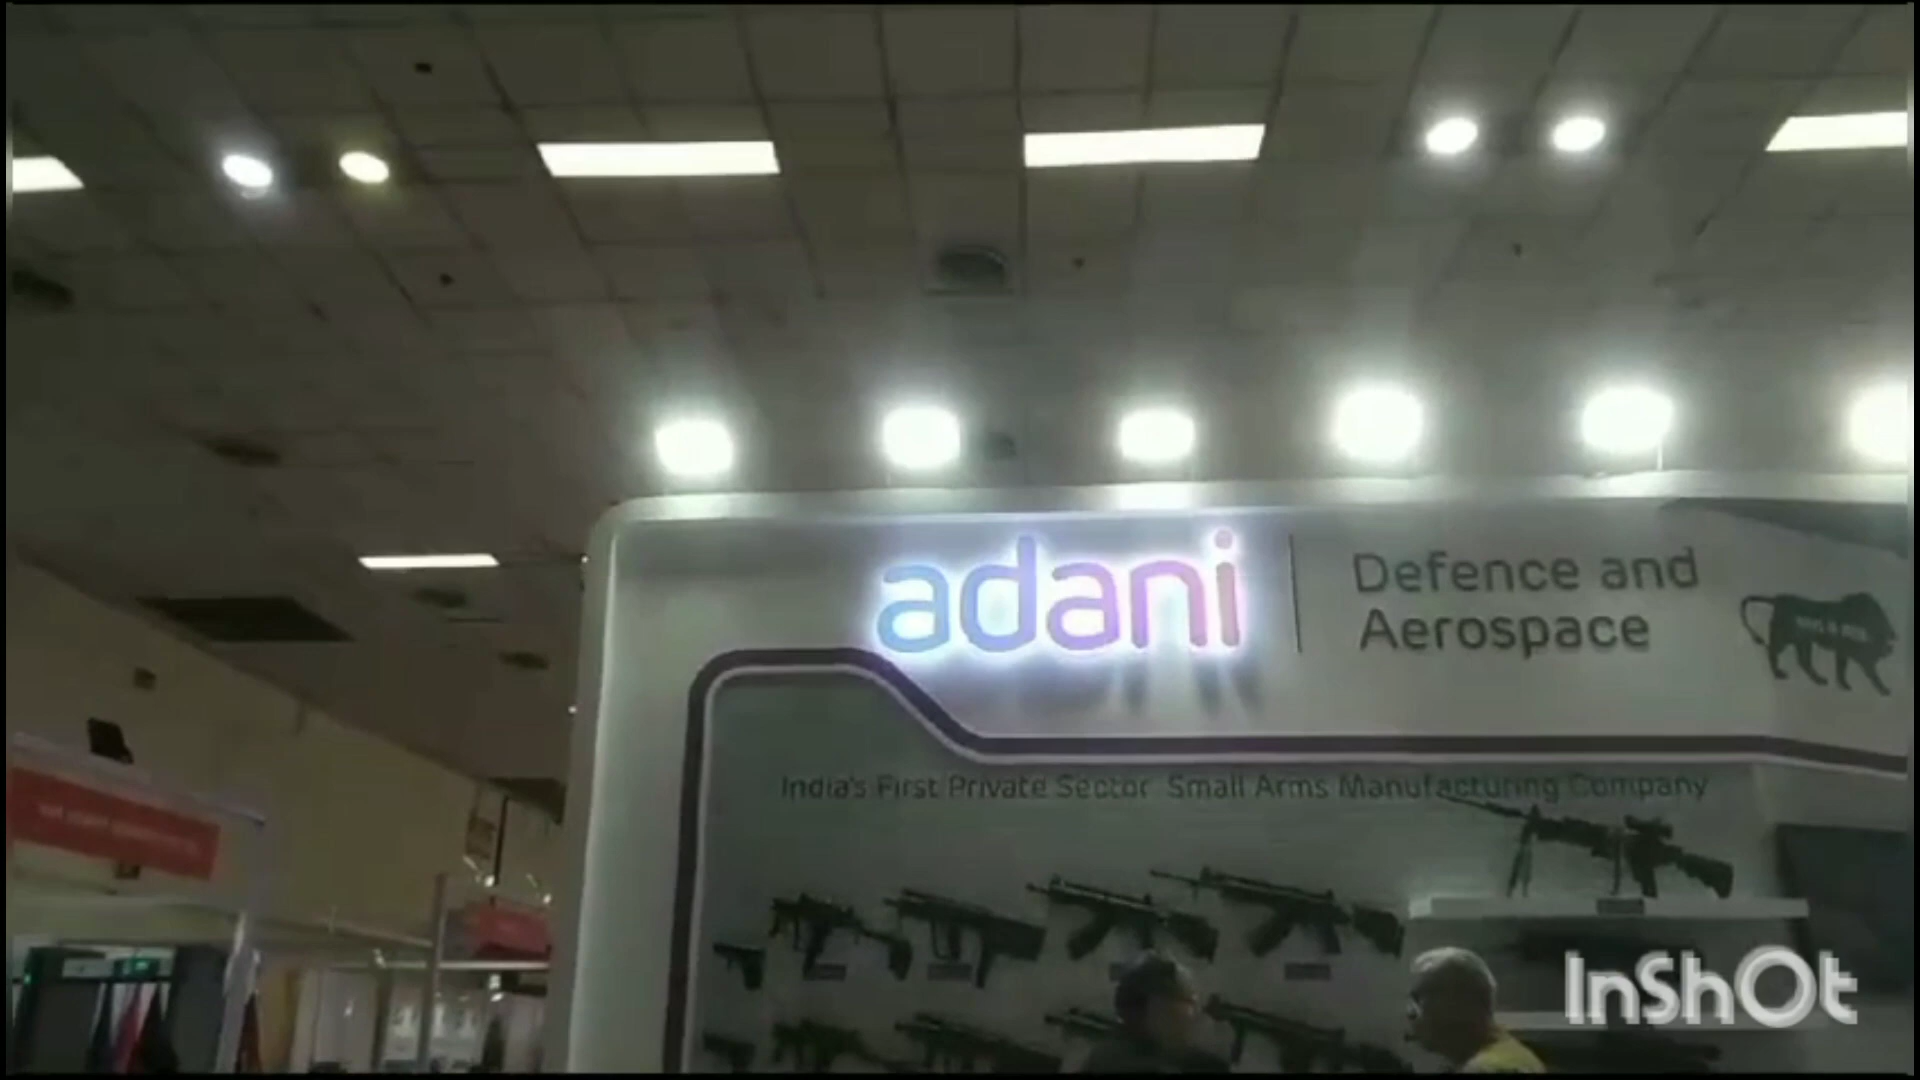 adani
Defence and
Aerospace
India's First Private Sector Small Arms Manufacturing Company
InShOt